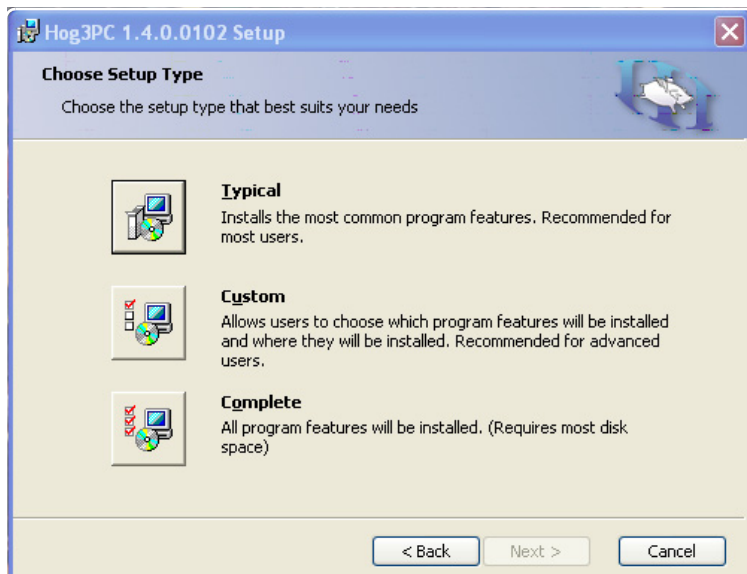 Hog3PC 1.4.0.0102 Setup
Choose Setup Type
Choose the setup type that best suits your needs
Typical
Installs the most common program features. Recommended for
most users.
Custom
Allows users to choose which program features will be installed
and where they will be installed. Recommended for advanced
users.
Complete
All program features will be installed. (Requires most disk
space)
< Back
Next >
Cancel